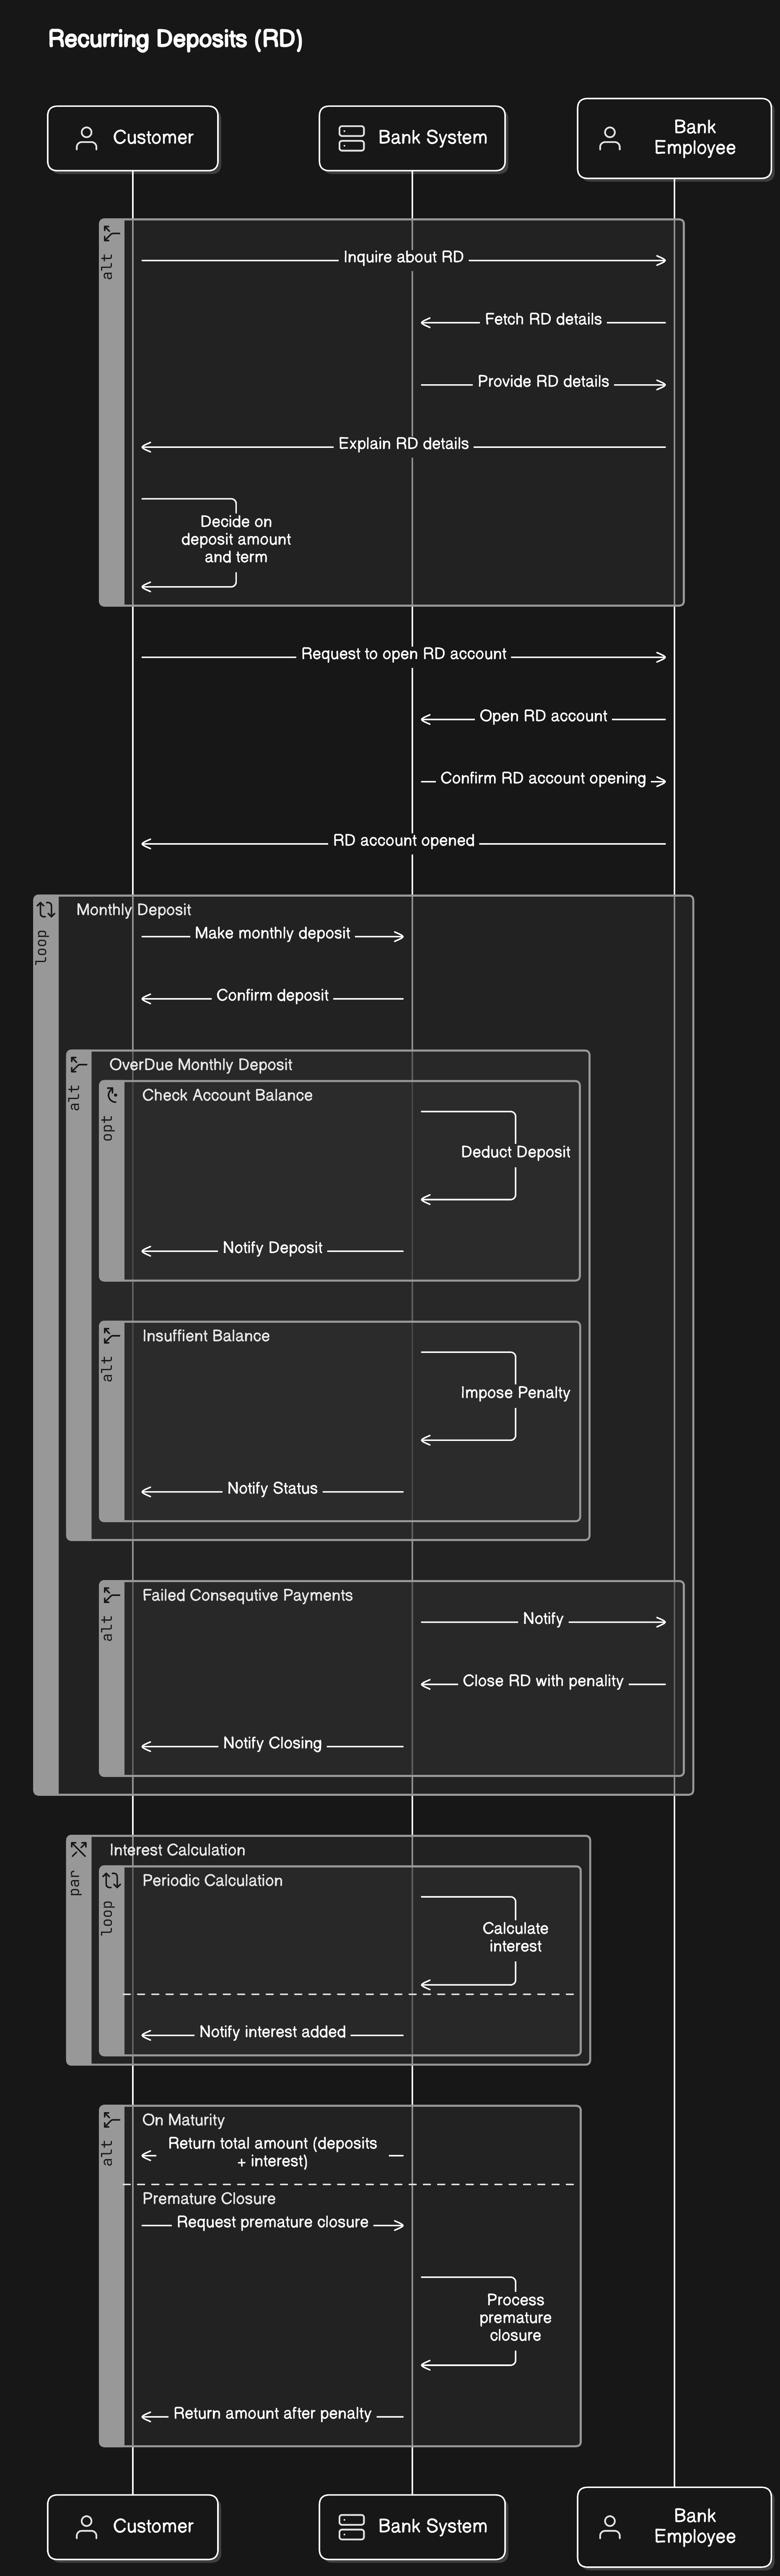 Recurring Deposits (RD)
Customer
Bank System
Bank
Employee
alt
Inquire about RD
Fetch RD details
Provide RD details
Explain RD details
Decide on
deposit amount
and term
Request to open RD account
Open RD account
Confirm RD account opening
RD account opened
loop
Monthly Deposit
Make monthly deposit
Confirm deposit
alt
OverDue Monthly Deposit
opt
Check Account Balance
Deduct Deposit
Notify Deposit
alt
Insuffient Balance
Impose Penalty
Notify Status
alt
Failed Consequtive Payments
Notify
Close RD with penality
Notify Closing
par
Interest Calculation
loop
Periodic Calculation
Calculate
interest
Notify interest added
alt
On Maturity
Return total amount (deposits
+ interest)
Premature Closure
Request premature closure
Process
premature
closure
Return amount after penalty
Customer
Bank System
Bank
Employee